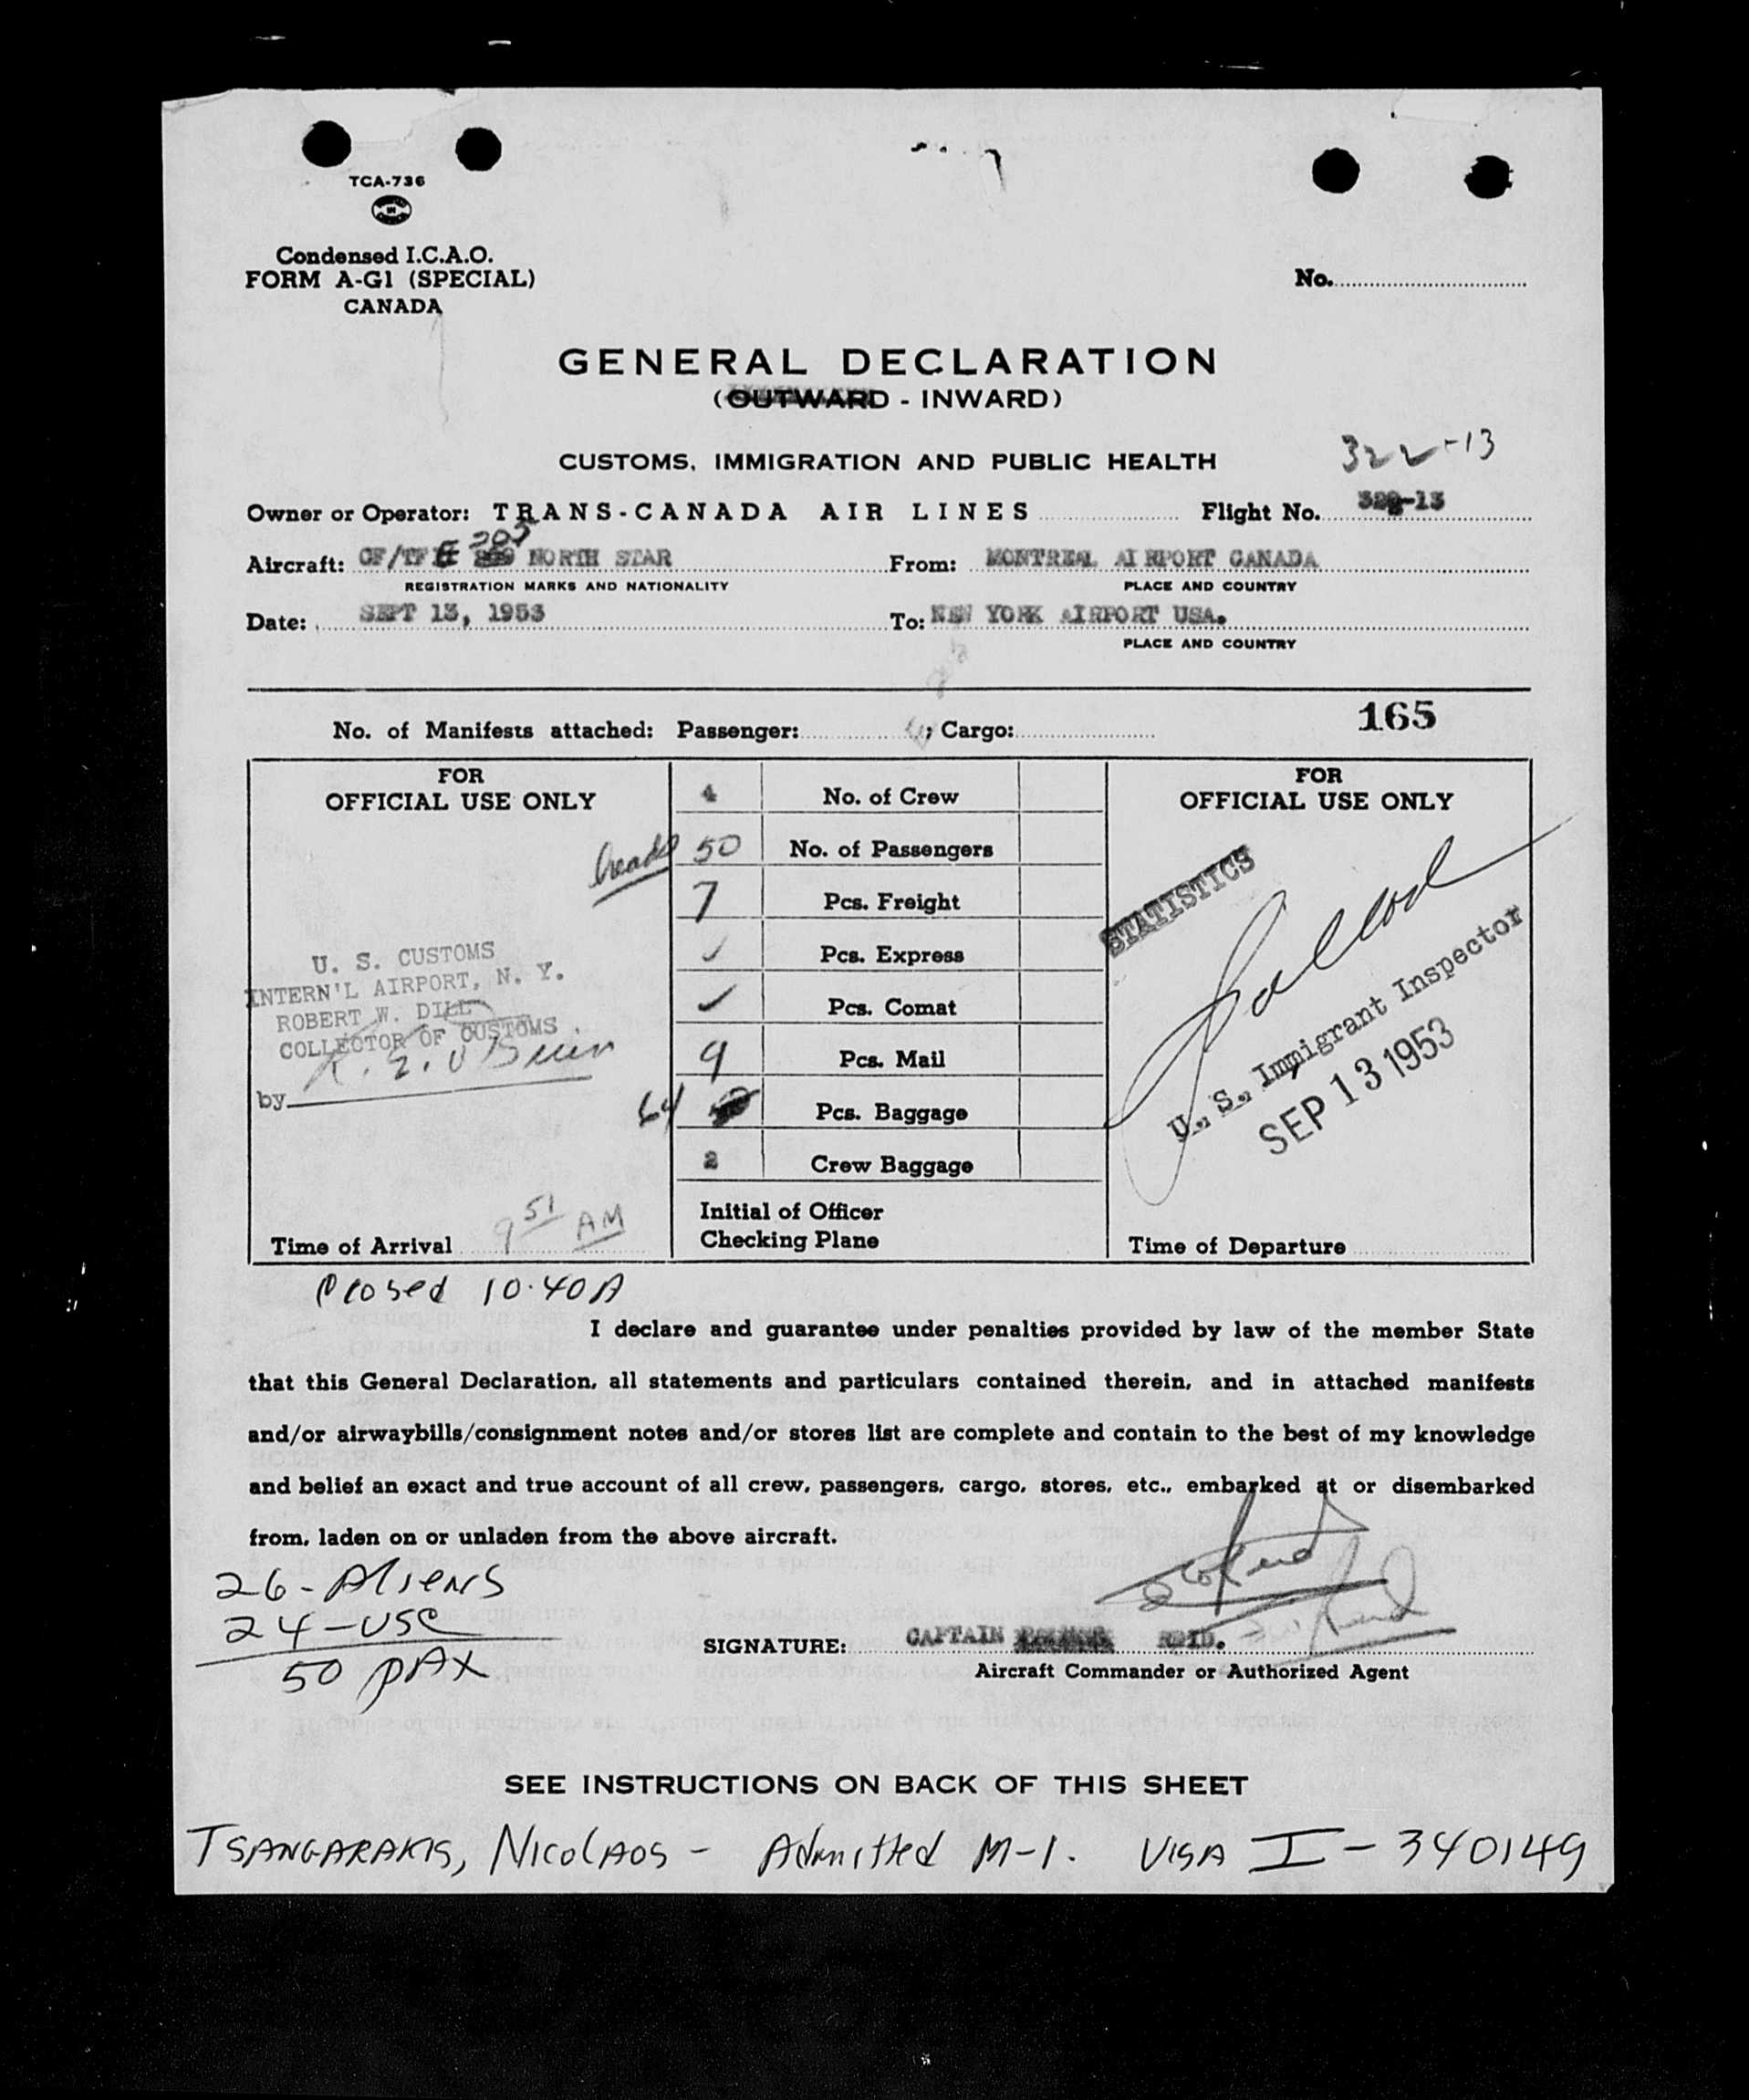 TCA-736
Condensed I.C.A.O.
FORM A-G1 (SPECIAL)
CANADA
No.
GENERAL DECLARATION
(OUTWARD - INWARD)
CUSTOMS, IMMIGRATION AND PUBLIC HEALTH
322-13
Owner or Operator: TRANS-CANADA AIR LINES Flight No. 322-13
Aircraft: CF/TF E 205 NORTH STAR From: MONTREAL AIRPORT CANADA
REGISTRATION MARKS AND NATIONALITY PLACE AND COUNTRY
Date: SEPT 13, 1953 To: NEW YORK AIRPORT USA.
PLACE AND COUNTRY
No. of Manifests attached: Passenger: ; Cargo: 165
FOR
OFFICIAL USE ONLY
U. S. CUSTOMS
INTERN'L AIRPORT, N. Y.
ROBERT W. DILL
COLLECTOR OF CUSTOMS
by
Time of Arrival 9 51 AM
4 No. of Crew
heads 50 No. of Passengers
7 Pcs. Freight
✓ Pcs. Express
✓ Pcs. Comat
9 Pcs. Mail
64 Pcs. Baggage
2 Crew Baggage
Initial of Officer
Checking Plane
FOR
OFFICIAL USE ONLY
STATISTICS
U. S. Immigrant Inspector
SEP 13 1953
Time of Departure
Closed 10.40A
I declare and guarantee under penalties provided by law of the member State
that this General Declaration, all statements and particulars contained therein, and in attached manifests
and/or airwaybills/consignment notes and/or stores list are complete and contain to the best of my knowledge
and belief an exact and true account of all crew, passengers, cargo, stores, etc., embarked at or disembarked
from, laden on or unladen from the above aircraft.
26 - Aliens
24 - USC
50 PAX
SIGNATURE: CAPTAIN REID.
Aircraft Commander or Authorized Agent
SEE INSTRUCTIONS ON BACK OF THIS SHEET
TSANGARAKIS, NICOLAOS - Admitted M-1. VISA I - 340149